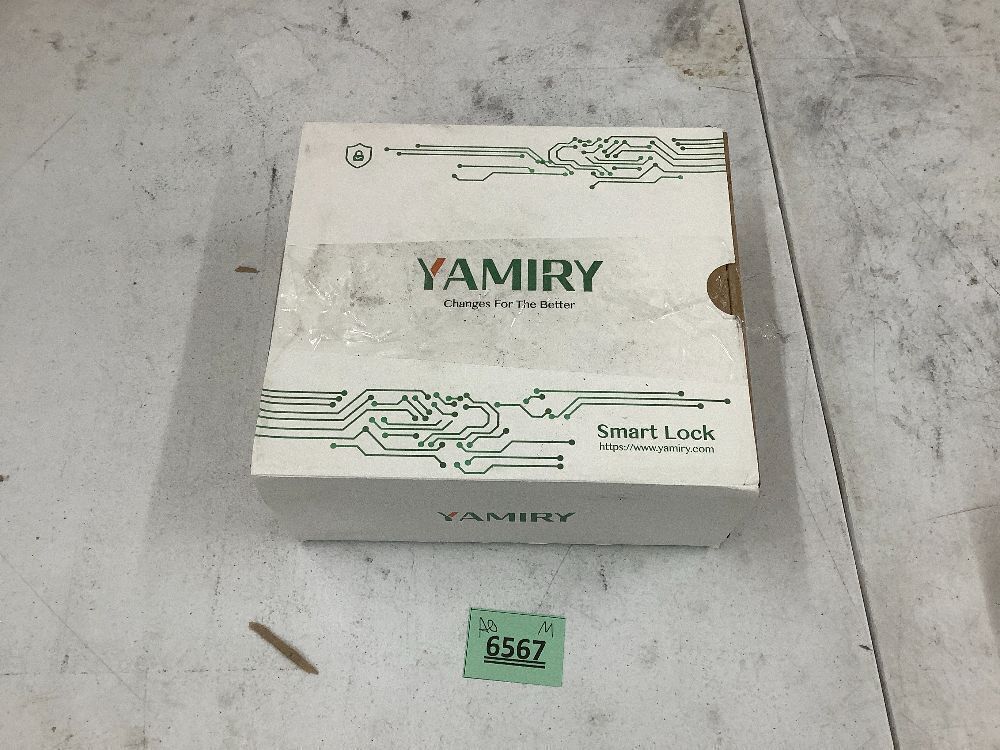 YAMIRY
Changes For The Better
Smart Lock
https://www.yamiry.com
YAMIRY
M
6567